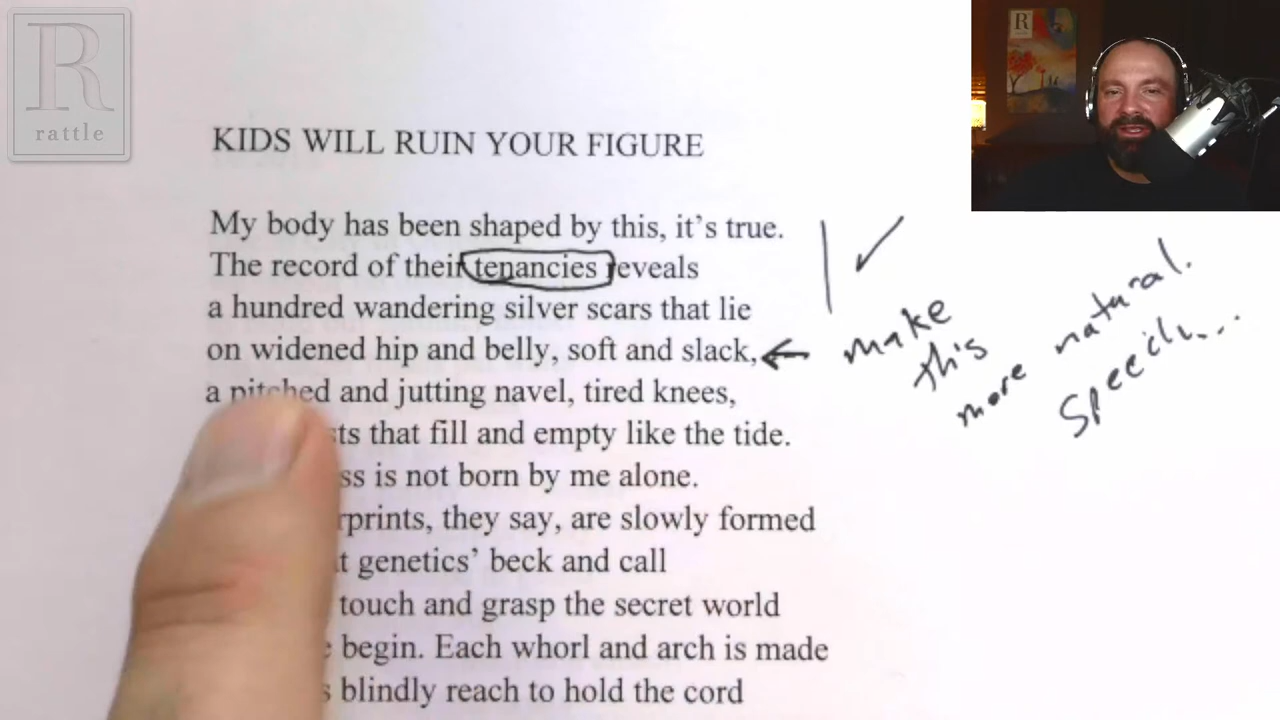 R
rattle
R
KIDS WILL RUIN YOUR FIGURE
My body has been shaped by this, it's true.
The record of their tenancies reveals
a hundred wandering silver scars that lie
on widened hip and belly, soft and slack,
a pitched and jutting navel, tired knees,
sts that fill and empty like the tide.
ss is not born by me alone.
rprints, they say, are slowly formed
t genetics' beck and call
touch and grasp the secret world
e begin. Each whorl and arch is made
s blindly reach to hold the cord
make
this
more natural
speech...